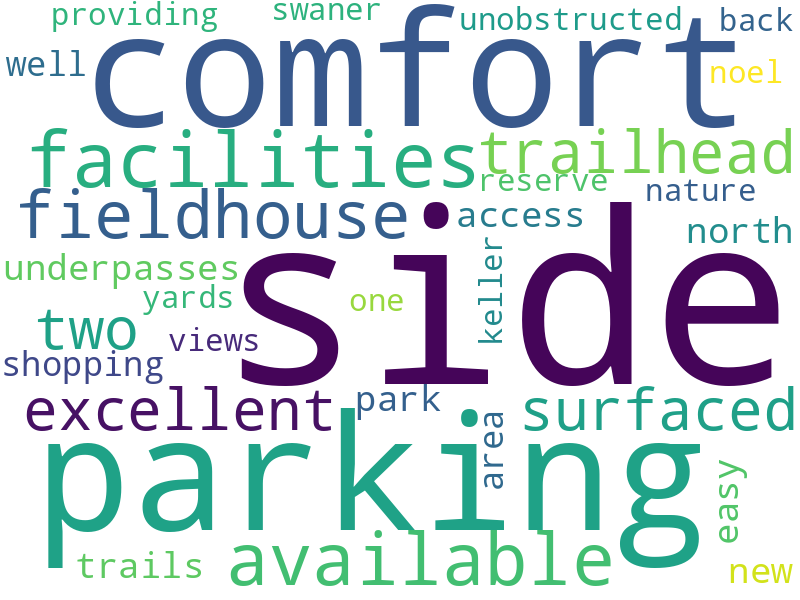 providing
swaner
unobstructed
back
well
comfort
noel
facilities
trailhead
reserve
nature
fieldhouse
access
north
underpasses
side
keller
yards
one
two
views
shopping
excellent
park
surfaced
parking
area
easy
trails
available
new